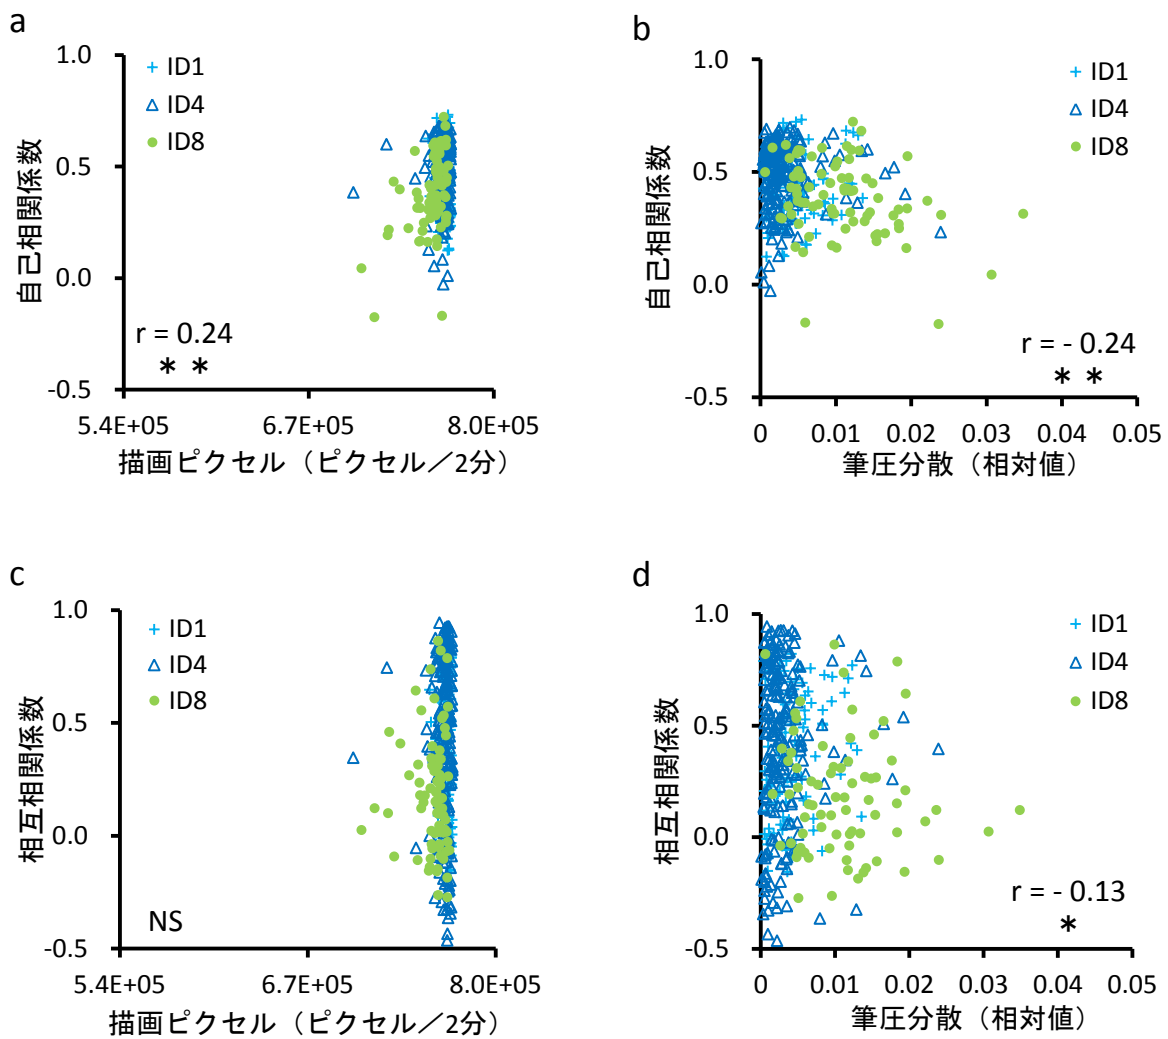 a
1.0
0.5
0.0
-0.5
自己相関係数
ID1
ID4
ID8
r = 0.24
* *
5.4E+05 6.7E+05 8.0E+05
描画ピクセル（ピクセル／2分）
b
1.0
0.5
0.0
-0.5
自己相関係数
ID1
ID4
ID8
r = - 0.24
* *
0 0.01 0.02 0.03 0.04 0.05
筆圧分散（相対値）
c
1.0
0.5
0.0
-0.5
相互相関係数
ID1
ID4
ID8
NS
5.4E+05 6.7E+05 8.0E+05
描画ピクセル（ピクセル／2分）
d
1.0
0.5
0.0
-0.5
相互相関係数
ID1
ID4
ID8
r = - 0.13
*
0 0.01 0.02 0.03 0.04 0.05
筆圧分散（相対値）